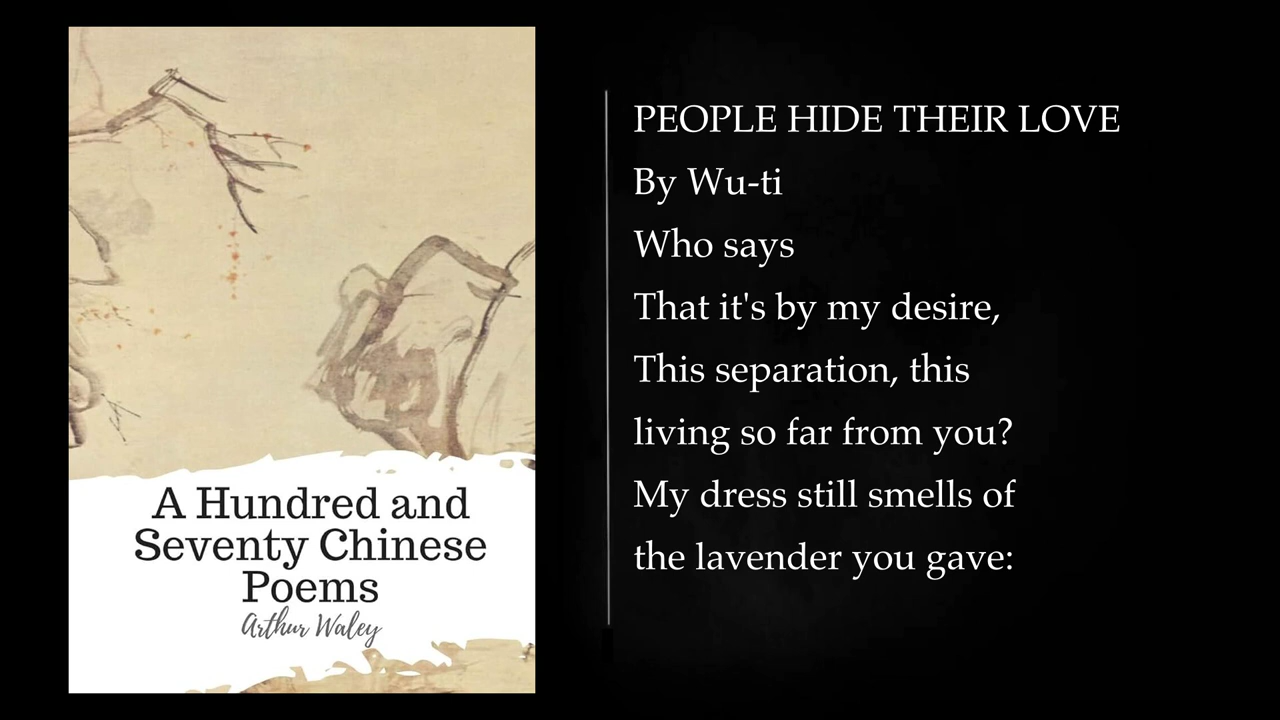 A Hundred and
Seventy Chinese
Poems
Arthur Waley
PEOPLE HIDE THEIR LOVE
By Wu-ti
Who says
That it's by my desire,
This separation, this
living so far from you?
My dress still smells of
the lavender you gave: